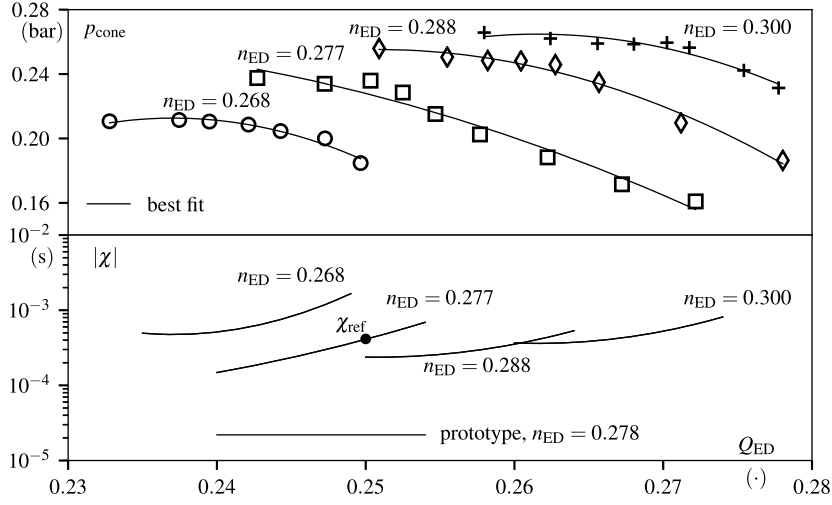 0.28
(bar)
p_cone
n_ED = 0.288
n_ED = 0.300
n_ED = 0.277
0.24
n_ED = 0.268
0.20
0.16
best fit
10^-2
(s)
|χ|
n_ED = 0.268
n_ED = 0.277
n_ED = 0.300
10^-3
χ_ref
n_ED = 0.288
10^-4
prototype, n_ED = 0.278
Q_ED
10^-5
0.23 0.24 0.25 0.26 0.27 (·) 0.28